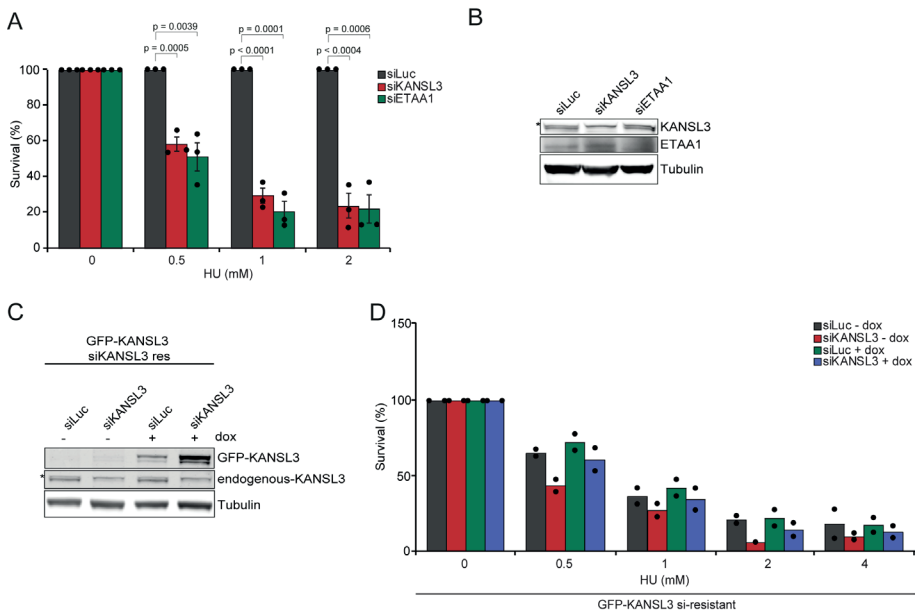 A
p = 0.0039
p = 0.0005
p = 0.0001
p < 0.0001
p = 0.0006
p < 0.0004
siLuc
siKANSL3
siETAA1
Survival (%)
100
80
60
40
20
0
0
0.5
1
2
HU (mM)
B
siLuc
siKANSL3
siETAA1
*
KANSL3
ETAA1
Tubulin
C
GFP-KANSL3
siKANSL3 res
siLuc
siKANSL3
siLuc
siKANSL3
- - + + dox
GFP-KANSL3
* endogenous-KANSL3
Tubulin
D
siLuc - dox
siKANSL3 - dox
siLuc + dox
siKANSL3 + dox
Survival (%)
150
100
50
0
0
0.5
1
2
4
HU (mM)
GFP-KANSL3 si-resistant